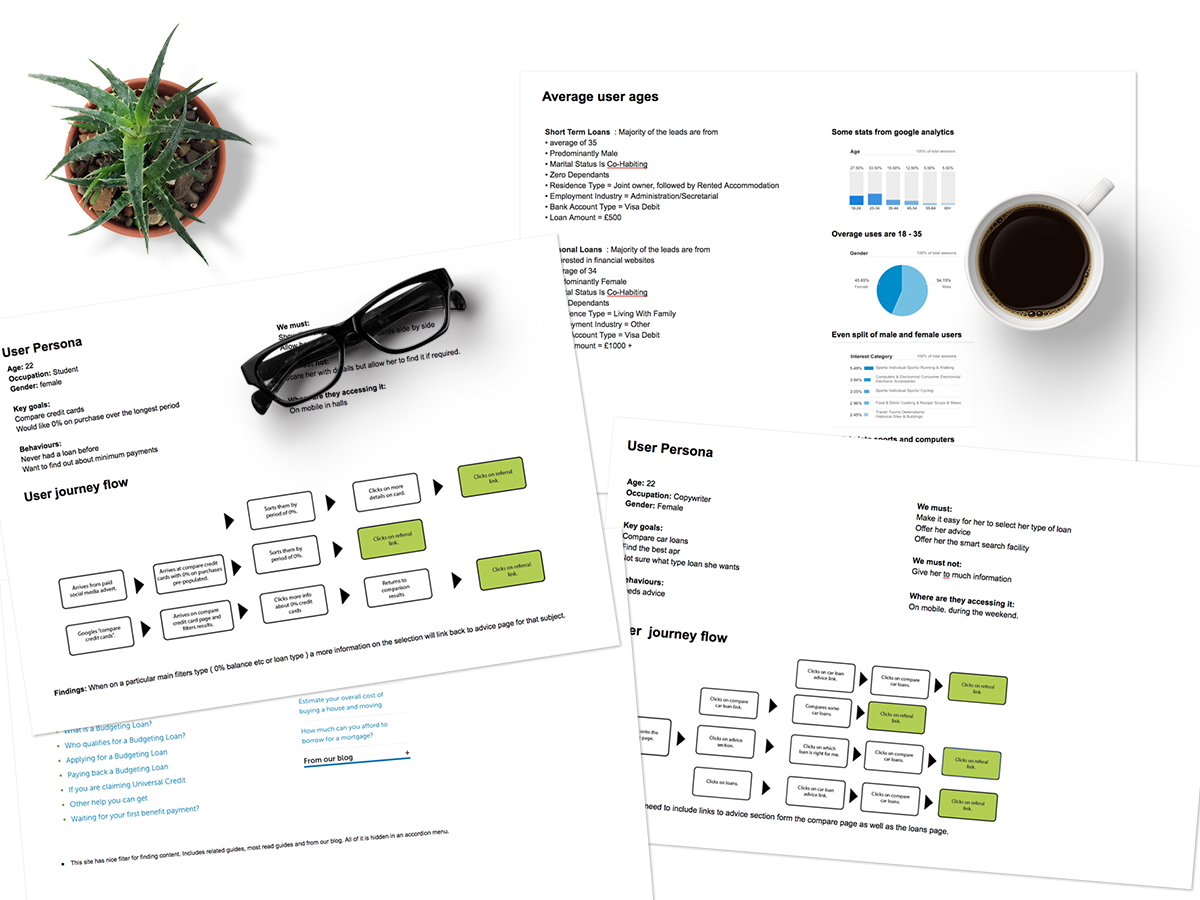 Average user ages
Short Term Loans : Majority of the leads are from
• average of 35
• Predominantly Male
• Marital Status Is Co-Habiting
• Zero Dependants
• Residence Type = Joint owner, followed by Rented Accommodation
• Employment Industry = Administration/Secretarial
• Bank Account Type = Visa Debit
• Loan Amount = £500
onal Loans : Majority of the leads are from
erested in financial websites
rage of 34
dominantly Female
tal Status Is Co-Habiting
Dependants
dence Type = Living With Family
yment Industry = Other
Account Type = Visa Debit
mount = £1000 +
Some stats from google analytics
Age
100% of total sessions
27.50% 33.50% 15.50% 12.50% 5.50% 5.50%
18-24 25-34 35-44 45-54 55-64 65+
Overage uses are 18 - 35
Gender
100% of total sessions
45.85%
Female
54.15%
Male
Even split of male and female users
Interest Category
100% of total sessions
5.49% Sports/ Individual Sports/ Running & Walking
3.94% Computers & Electronics/ Consumer Electronics/
Electronic Accessories
3.05% Sports/ Individual Sports/ Cycling
2.96% Food & Drink/ Cooking & Recipe/ Soups & Stews
2.45% Travel/ Tourist Destinations/
Historical Sites & Buildings
sports and computers
User Persona
Age: 22
Occupation: Student
Gender: female
Key goals:
Compare credit cards
Would like 0% on purchase over the longest period
Behaviours:
Never had a loan before
Want to find out about minimum payments
We must:
cards side by side
Allow
not:
Scare her with details but allow her to find it if required.
Where are they accessing it:
On mobile in halls
User journey flow
Sorts them by
period of 0%.
Clicks on more
details on card.
Clicks on referral
link.
Arrives from paid
social media advert.
Arrives at compare credit
cards with 0% on purchases
pre-populated.
Sorts them by
period of 0%.
Clicks on referral
link.
Googles "compare
credit cards".
Arrives on compare
credit card page and
filters results.
Clicks more info
about 0% credit
cards
Returns to
comparison
results
Clicks on referral
link.
Findings: When on a particular main filters type ( 0% balance etc or loan type ) a more information on the selection will link back to advice page for that subject.
User Persona
Age: 22
Occupation: Copywriter
Gender: Female
Key goals:
Compare car loans
Find the best apr
Not sure what type loan she wants
ehaviours:
eeds advice
We must:
Make it easy for her to select her type of loan
Offer her advice
Offer her the smart search facility
We must not:
Give her to much information
Where are they accessing it:
On mobile. during the weekend.
er journey flow
Clicks on car loan
advice link.
Clicks on compare
car loans.
Clicks on referal
link.
Clicks on compare
car loan link.
Compares some
car loans.
Clicks on referal
link.
onto the
page.
Clicks on advice
section.
Clicks on which
loan is right for me.
Clicks on compare
car loans.
Clicks on referal
link.
Clicks on loans.
Clicks on car loan
advice link.
Clicks on compare
car loans.
Clicks on referal
link.
need to include links to advice section form the compare page as well as the loans page.
• What is a Budgeting Loan?
• Who qualifies for a Budgeting Loan?
• Applying for a Budgeting Loan
• Paying back a Budgeting Loan
• If you are claiming Universal Credit
• Other help you can get
• Waiting for your first benefit payment?
Estimate your overall cost of
buying a house and moving
How much can you afford to
borrow for a mortgage?
From our blog +
• This site has nice filter for finding content. Includes related guides, most read guides and from our blog. All of it is hidden in an accordion menu.